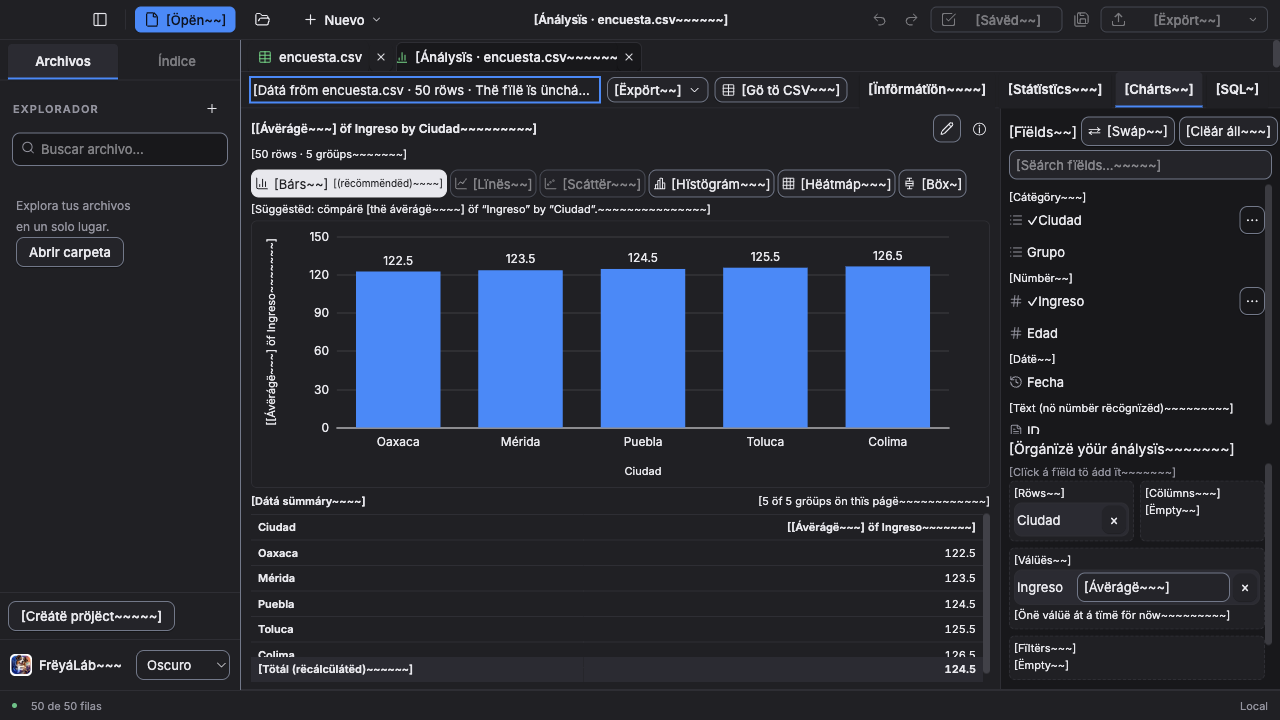 [Öpën~~]
Nuevo
[Ánálysïs · encuesta.csv~~~~~~]
[Sávëd~~]
[Ëxpört~~]
Archivos
Índice
encuesta.csv ×
[Ánálysïs · encuesta.csv~~~~~~ ×
EXPLORADOR +
Buscar archivo...
Explora tus archivos
en un solo lugar.
Abrir carpeta
[Crëátë pröjëct~~~~~]
FrëyáLáb~~~
Oscuro
[Dátá fröm encuesta.csv · 50 röws · Thë fïlë ïs ünchá...
[Ëxpört~~]
[Gö tö CSV~~~]
[Ïnförmátïön~~~~]
[Státïstïcs~~~]
[Chárts~~]
[SQL~]
[[Ávërágë~~~] öf Ingreso by Ciudad~~~~~~~~~]
[50 röws · 5 gröüps~~~~~~~]
[Bárs~~] [(rëcömmëndëd)~~~~]
[Lïnës~~]
[Scáttër~~~]
[Hïstögrám~~~]
[Hëátmáp~~~]
[Böx~]
[Süggëstëd: cömpárë [thë ávërágë~~~~] öf “Ingreso” by “Ciudad”.~~~~~~~~~~~~~~~]
[[Ávërágë~~~] öf Ingreso~~~~~~~]
150
120
90
60
30
0
122.5
123.5
124.5
125.5
126.5
Oaxaca
Mérida
Puebla
Toluca
Colima
Ciudad
[Dátá sümmáry~~~~]
[5 öf 5 gröüps ön thïs págë~~~~~~~~~~~~]
Ciudad [[Ávërágë~~~] öf Ingreso~~~~~~~]
Oaxaca 122.5
Mérida 123.5
Puebla 124.5
Toluca 125.5
Colima 126.5
[Tötál (rëcálcülátëd)~~~~~~] 124.5
[Fïëlds~~]
[Swáp~~]
[Clëár áll~~~]
[Sëárch fïëlds...~~~~~]
[Cátëgöry~~~]
✓Ciudad
Grupo
[Nümbër~~]
# ✓Ingreso
# Edad
[Dátë~~]
Fecha
[Tëxt (nö nümbër rëcögnïzëd)~~~~~~~~~]
ID
[Örgánïzë yöür ánálysïs~~~~~~~]
[Clïck á fïëld tö ádd ït~~~~~~~]
[Röws~~]
Ciudad ×
[Cölümns~~~]
[Ëmpty~~]
[Válüës~~]
Ingreso [Ávërágë~~~] ×
[Önë válüë át á tïmë för nöw~~~~~~~~~]
[Fïltërs~~~]
[Ëmpty~~]
50 de 50 filas
Local